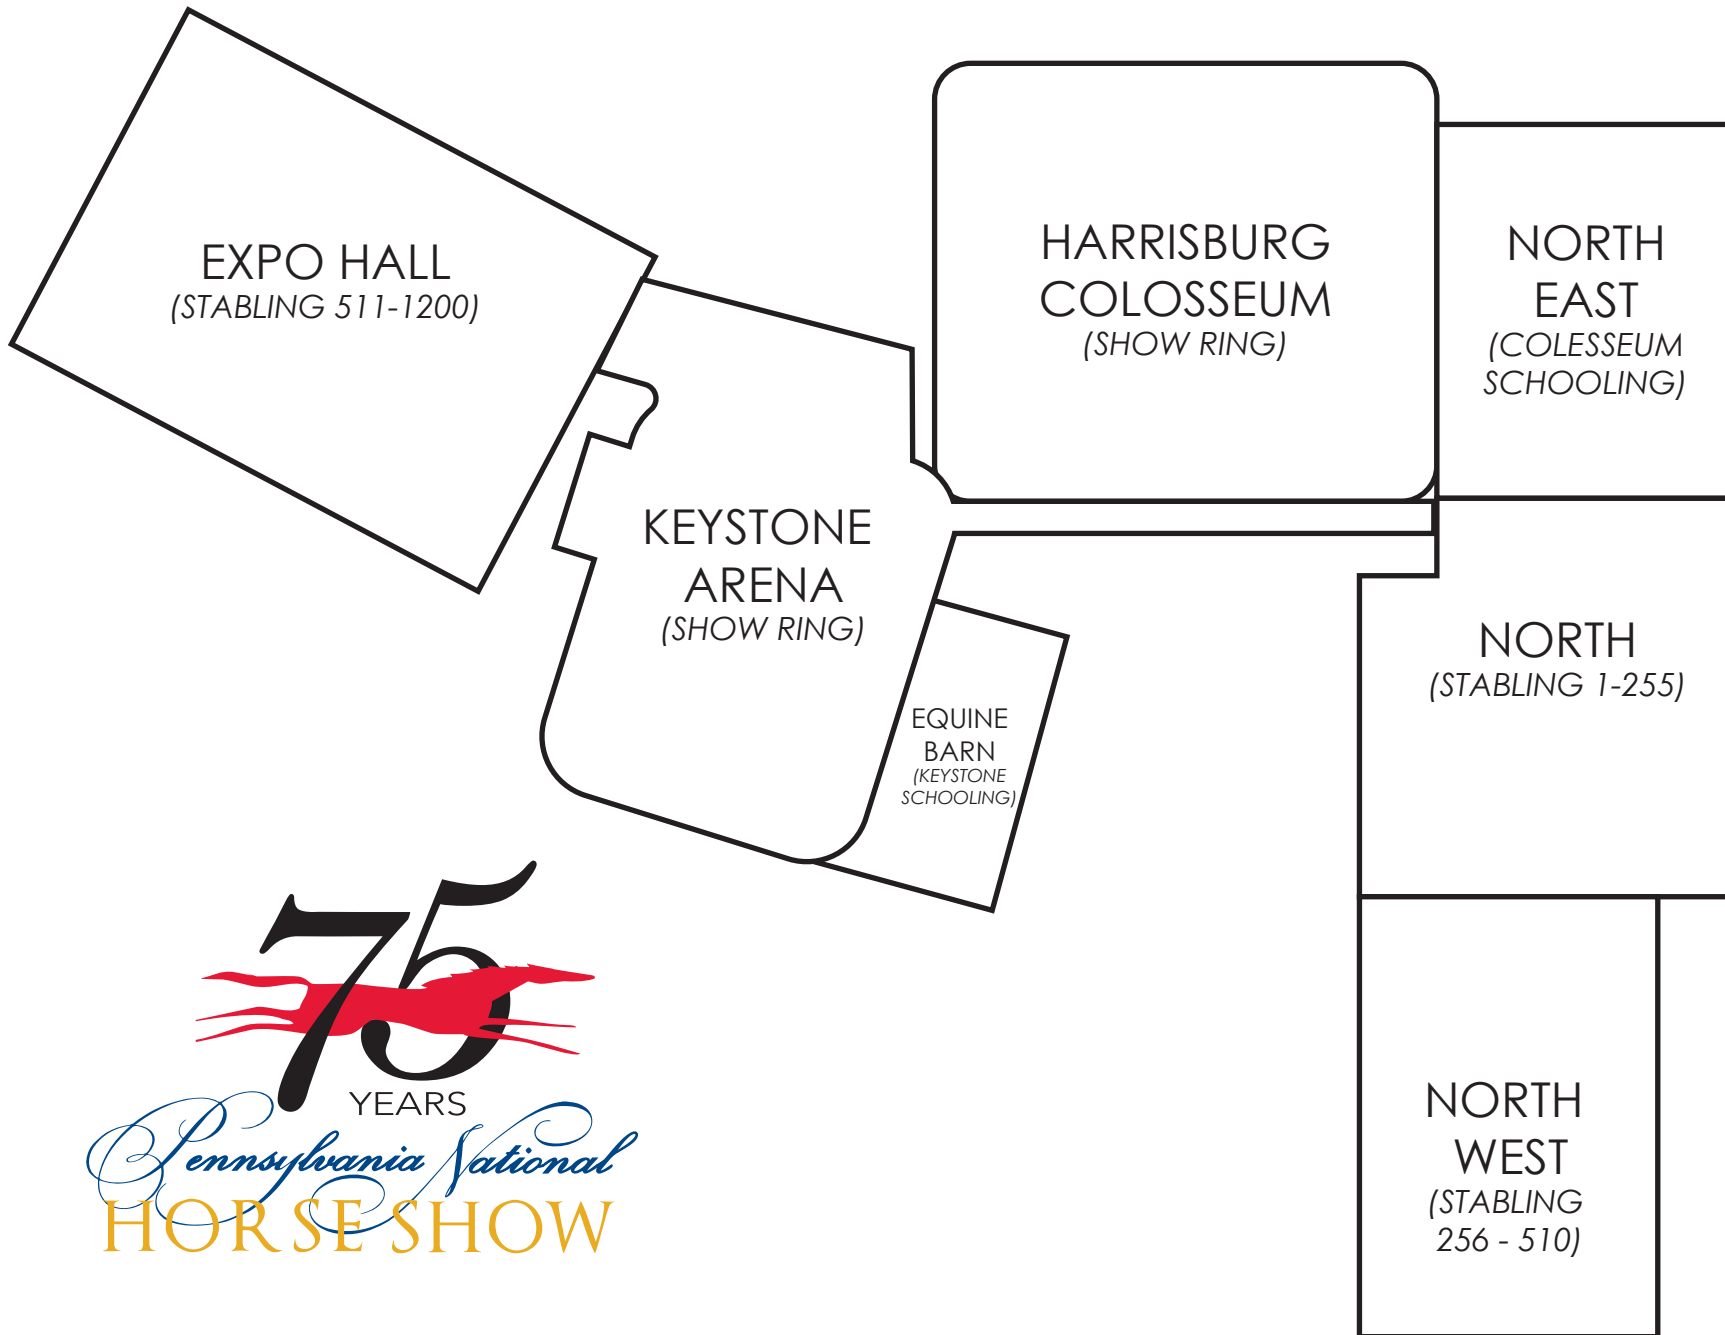 EXPO HALL
(STABLING 511-1200)
HARRISBURG
COLOSSEUM
(SHOW RING)
NORTH
EAST
(COLESSEUM
SCHOOLING)
KEYSTONE
ARENA
(SHOW RING)
NORTH
(STABLING 1-255)
EQUINE
BARN
(KEYSTONE
SCHOOLING)
75
YEARS
Pennsylvania National
HORSE SHOW
NORTH
WEST
(STABLING
256 - 510)